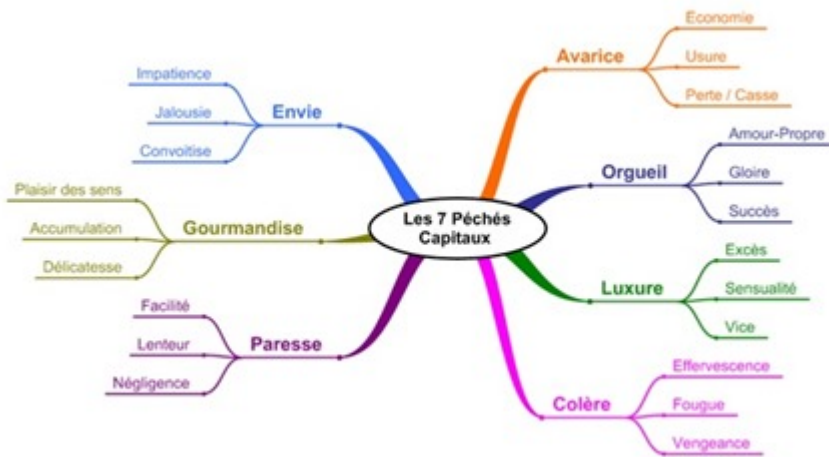 Les 7 Péchés
Capitaux
Avarice
Economie
Usure
Perte / Casse
Orgueil
Amour-Propre
Gloire
Succès
Luxure
Excès
Sensualité
Vice
Colère
Effervescence
Fougue
Vengeance
Envie
Impatience
Jalousie
Convoitise
Gourmandise
Plaisir des sens
Accumulation
Délicatesse
Paresse
Facilité
Lenteur
Négligence